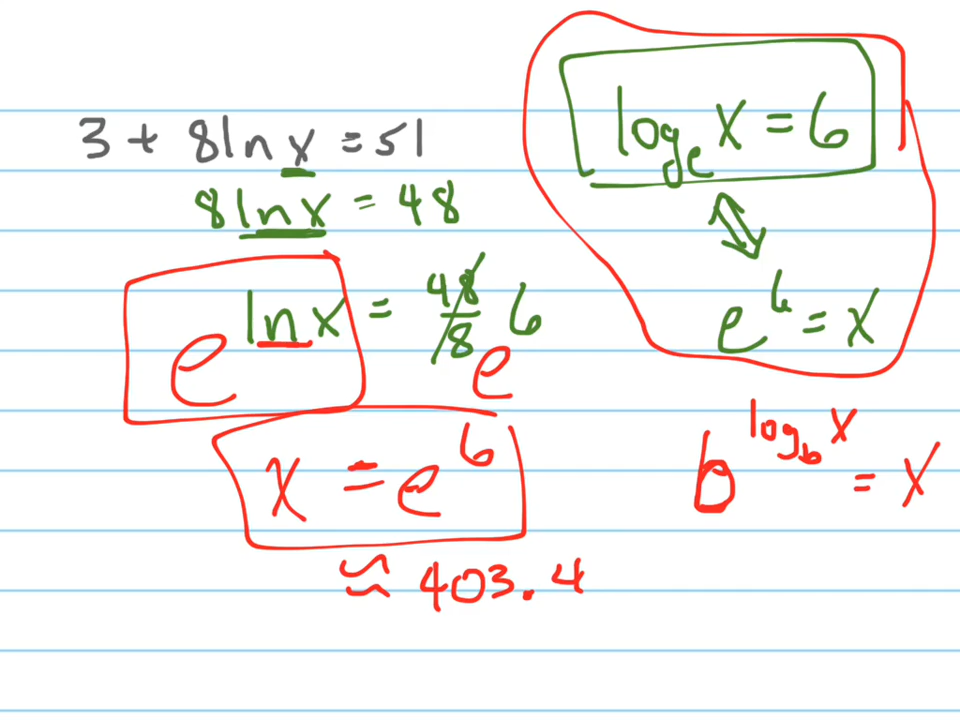 3 + 8ln x = 51
8ln x = 48
e^(ln x) = 48/8 6 e
x = e^6
≈ 403.4
log_e x = 6
⇕
e^6 = x
b^(log_b x) = x